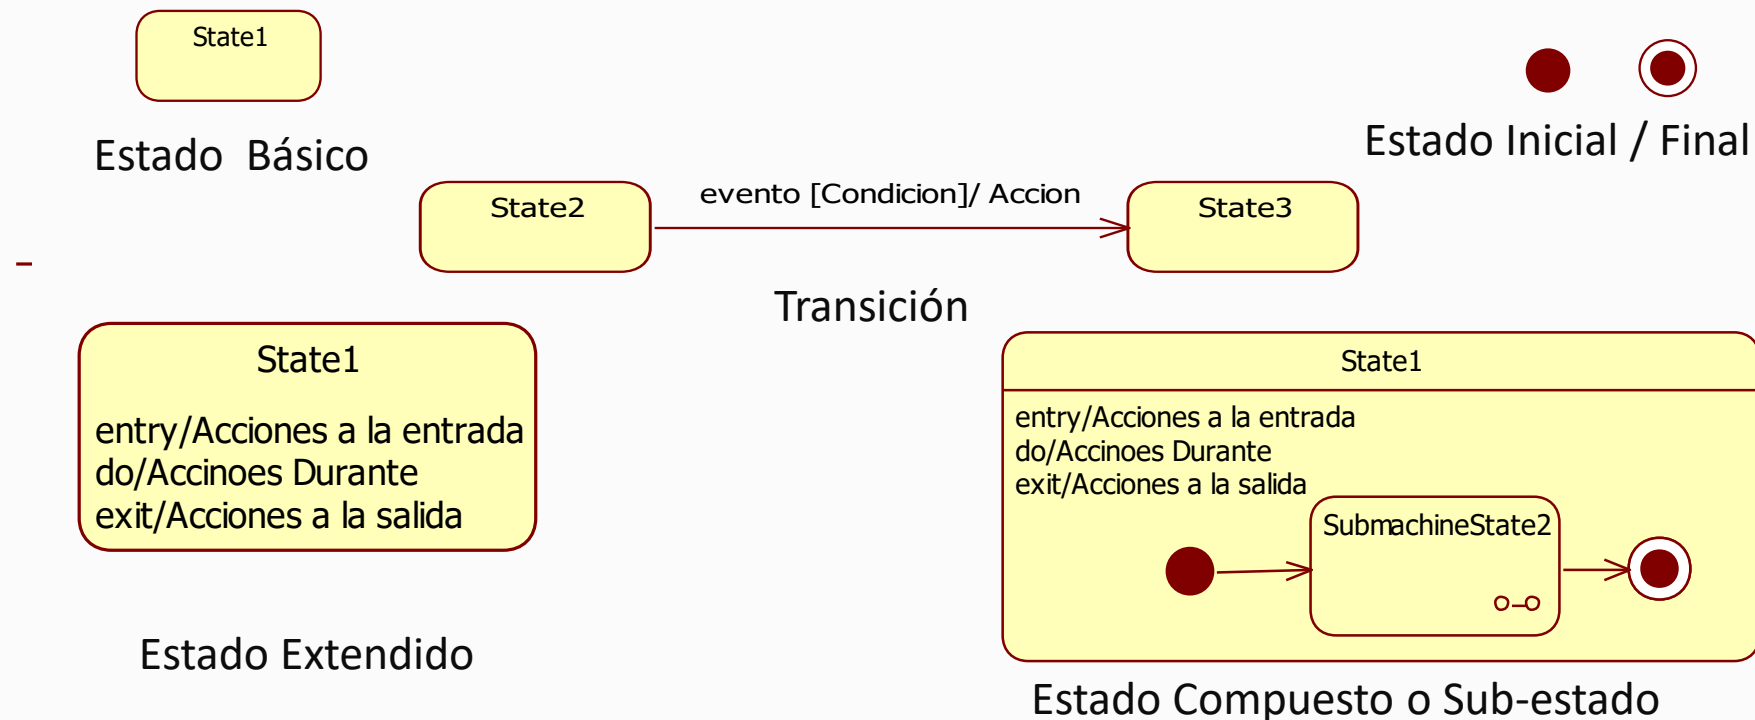 State1
Estado Básico
Estado Inicial / Final
State2
evento [Condicion]/ Accion
State3
Transición
State1
entry/Acciones a la entrada
do/Accinoes Durante
exit/Acciones a la salida
Estado Extendido
State1
entry/Acciones a la entrada
do/Accinoes Durante
exit/Acciones a la salida
SubmachineState2
Estado Compuesto o Sub-estado